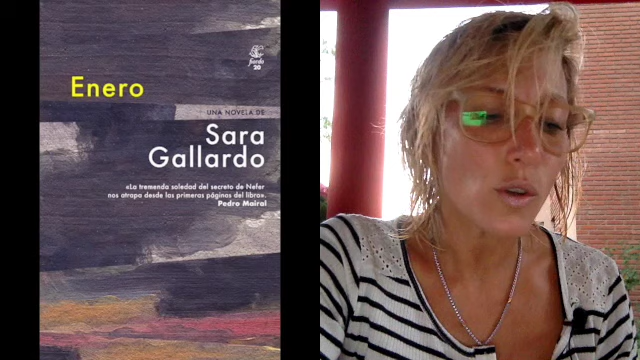 fiordo
20
Enero
UNA NOVELA DE
Sara
Gallardo
«La tremenda soledad del secreto de Nefer
nos atrapa desde las primeras páginas del libro».
Pedro Mairal